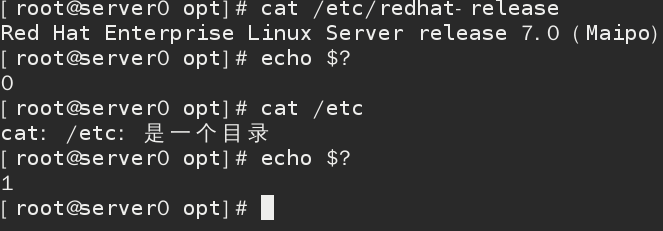 [root@server0 opt]# cat /etc/redhat-release
Red Hat Enterprise Linux Server release 7.0 (Maipo)
[root@server0 opt]# echo $?
0
[root@server0 opt]# cat /etc
cat: /etc: 是一个目录
[root@server0 opt]# echo $?
1
[root@server0 opt]#